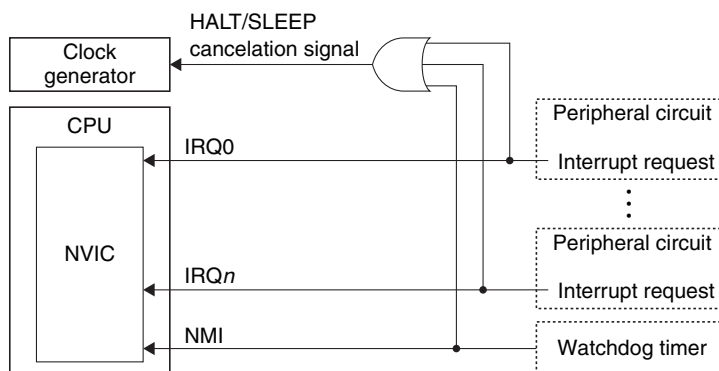 HALT/SLEEP
cancelation signal
Clock
generator
CPU
NVIC
IRQ0
IRQn
NMI
Peripheral circuit
Interrupt request
Peripheral circuit
Interrupt request
Watchdog timer